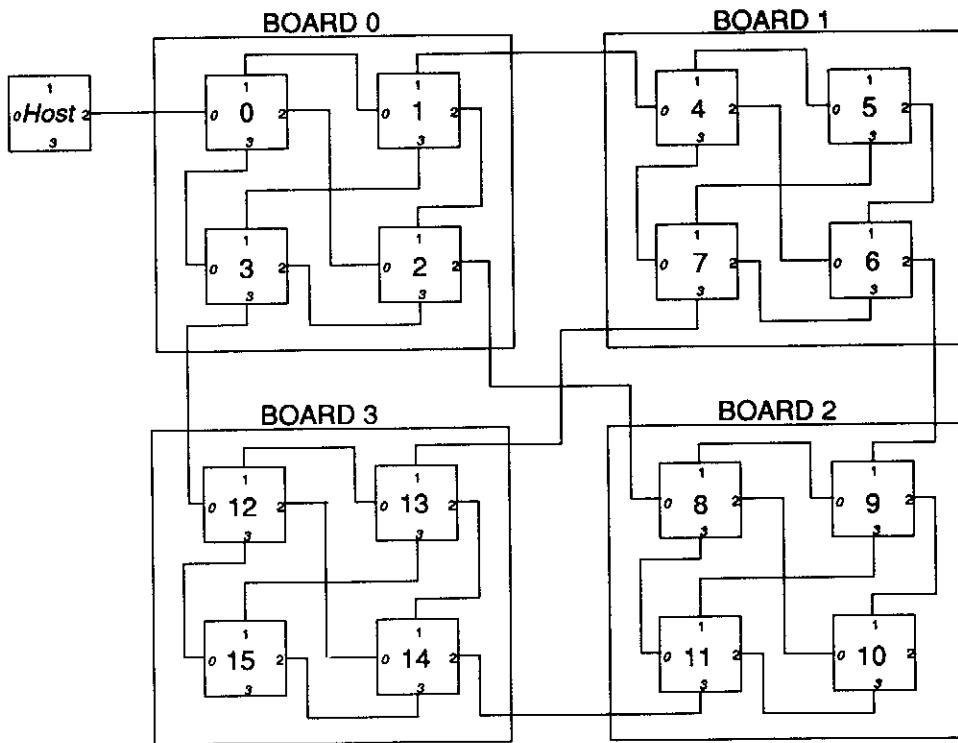 BOARD 0 BOARD 1
1 1 1 1 1
0 Host 2 0 0 2 0 1 2 0 4 2 0 5 2
3 3 3 3 3
1 1 1 1
0 3 2 0 2 2 0 7 2 0 6 2
3 3 3 3
BOARD 3 BOARD 2
1 1 1 1
0 12 2 0 13 2 0 8 2 0 9 2
3 3 3 3
1 1 1 1
0 15 2 0 14 2 0 11 2 0 10 2
3 3 3 3